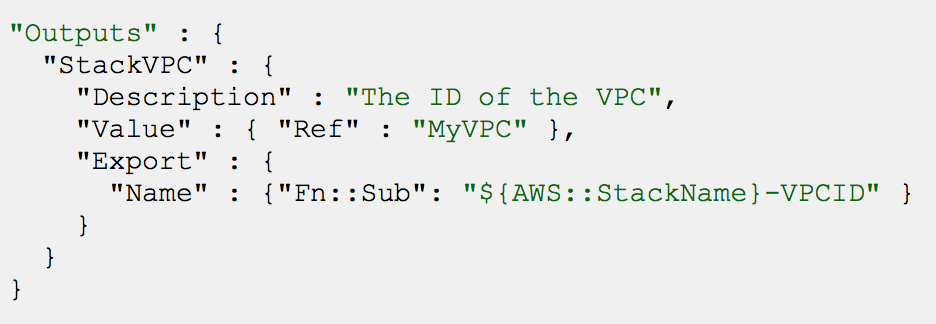 "Outputs" : {
  "StackVPC" : {
    "Description" : "The ID of the VPC",
    "Value" : { "Ref" : "MyVPC" },
    "Export" : {
      "Name" : {"Fn::Sub": "${AWS::StackName}-VPCID" }
    }
  }
}